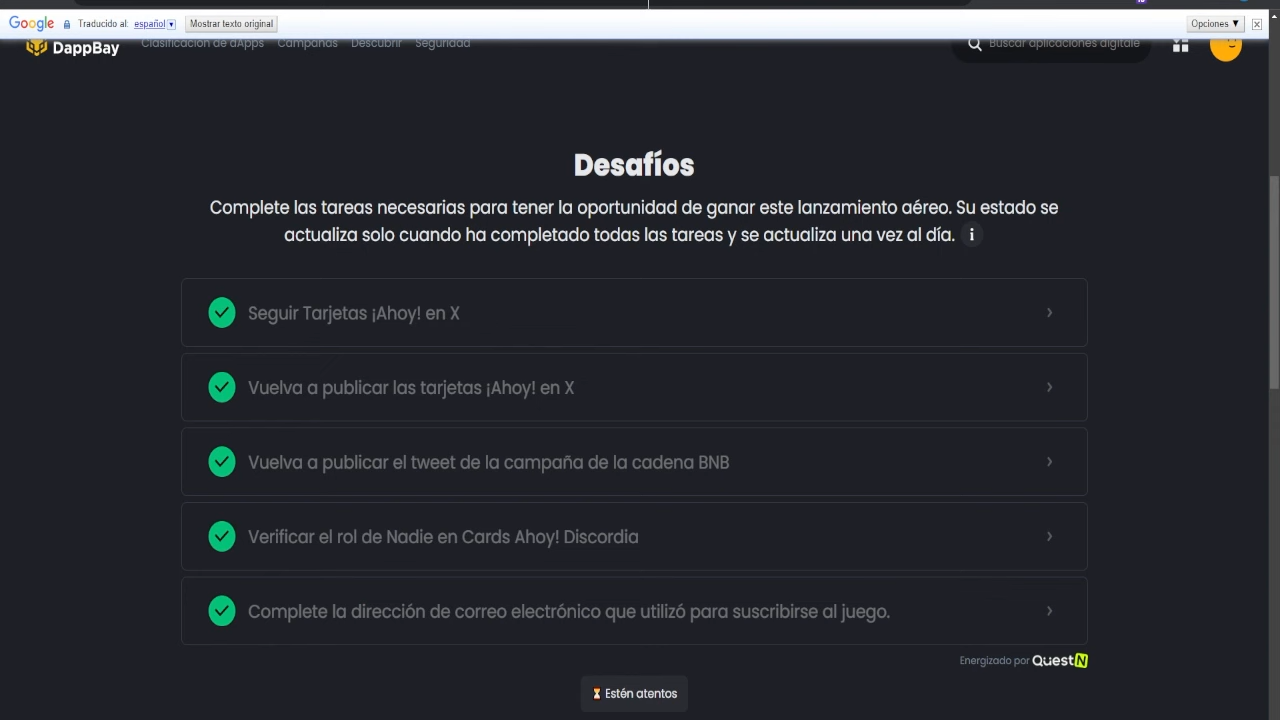 Google Traducido al: español Mostrar texto original Opciones ▼
DappBay Clasificación de dApps Campañas Descubrir Seguridad Buscar aplicaciones digitale
Desafíos
Complete las tareas necesarias para tener la oportunidad de ganar este lanzamiento aéreo. Su estado se
actualiza solo cuando ha completado todas las tareas y se actualiza una vez al día.
Seguir Tarjetas ¡Ahoy! en X
Vuelva a publicar las tarjetas ¡Ahoy! en X
Vuelva a publicar el tweet de la campaña de la cadena BNB
Verificar el rol de Nadie en Cards Ahoy! Discordia
Complete la dirección de correo electrónico que utilizó para suscribirse al juego.
Energizado por QuestN
⌛ Estén atentos